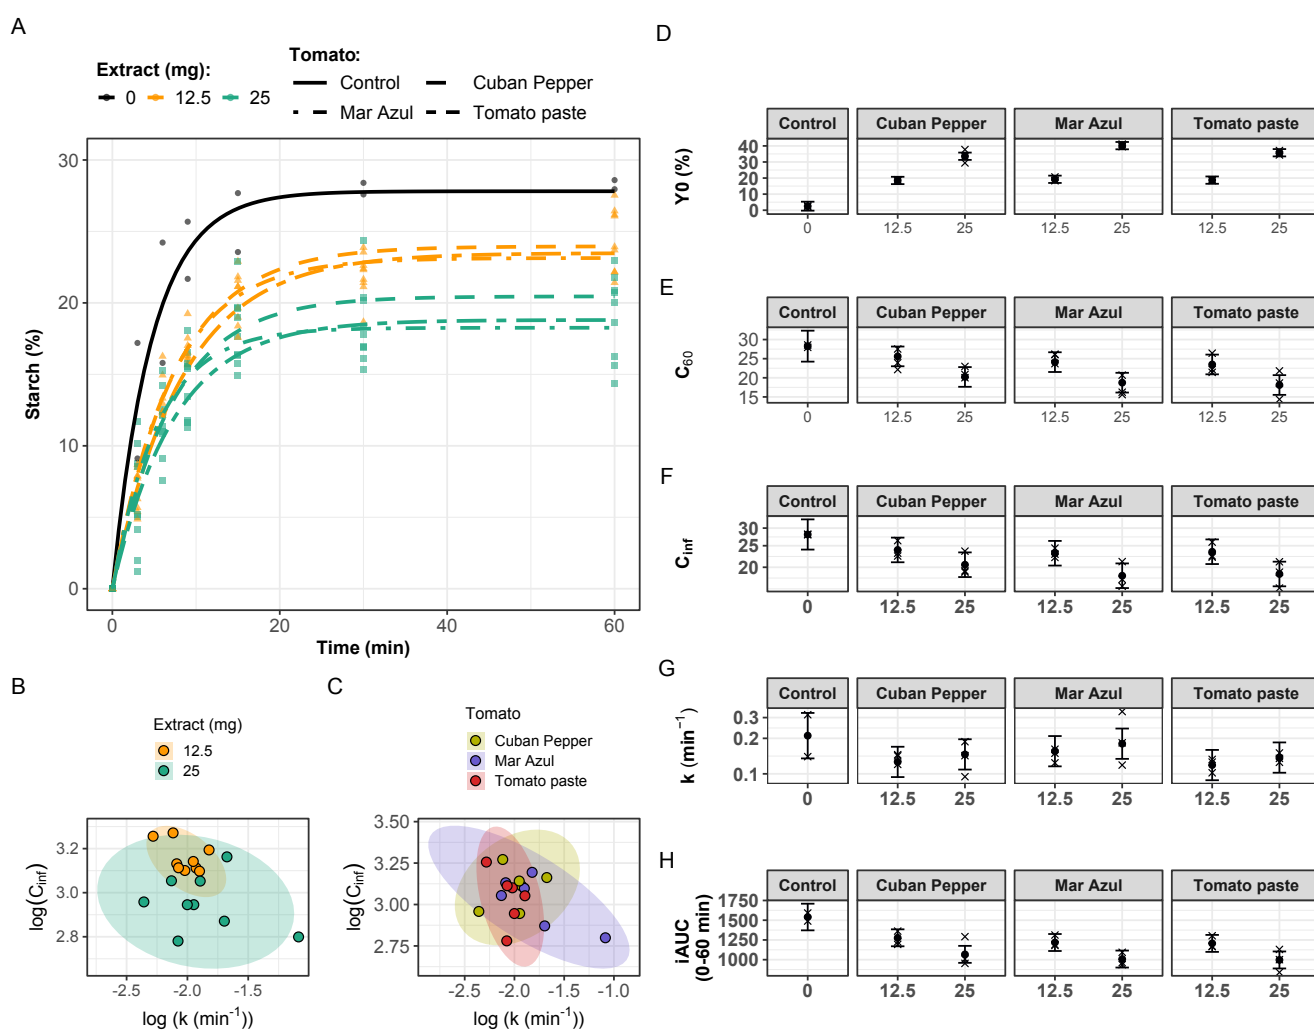 A
Extract (mg):
0 12.5 25
Tomato:
Control Cuban Pepper
Mar Azul Tomato paste
Starch (%)
30
20
10
0
0 20 40 60
Time (min)
B
Extract (mg)
12.5
25
log(C_inf)
3.2
3.0
2.8
-2.5 -2.0 -1.5
log (k (min⁻¹))
C
Tomato
Cuban Pepper
Mar Azul
Tomato paste
log(C_inf)
3.50
3.25
3.00
2.75
-2.5 -2.0 -1.5 -1.0
log (k (min⁻¹))
D
Control Cuban Pepper Mar Azul Tomato paste
Y0 (%)
40
30
20
10
0
0 12.5 25 12.5 25 12.5 25
E
Control Cuban Pepper Mar Azul Tomato paste
C₆₀
30
25
20
15
0 12.5 25 12.5 25 12.5 25
F
Control Cuban Pepper Mar Azul Tomato paste
C_inf
30
25
20
0 12.5 25 12.5 25 12.5 25
G
Control Cuban Pepper Mar Azul Tomato paste
k (min⁻¹)
0.3
0.2
0.1
0 12.5 25 12.5 25 12.5 25
H
Control Cuban Pepper Mar Azul Tomato paste
iAUC
(0-60 min)
1750
1500
1250
1000
0 12.5 25 12.5 25 12.5 25